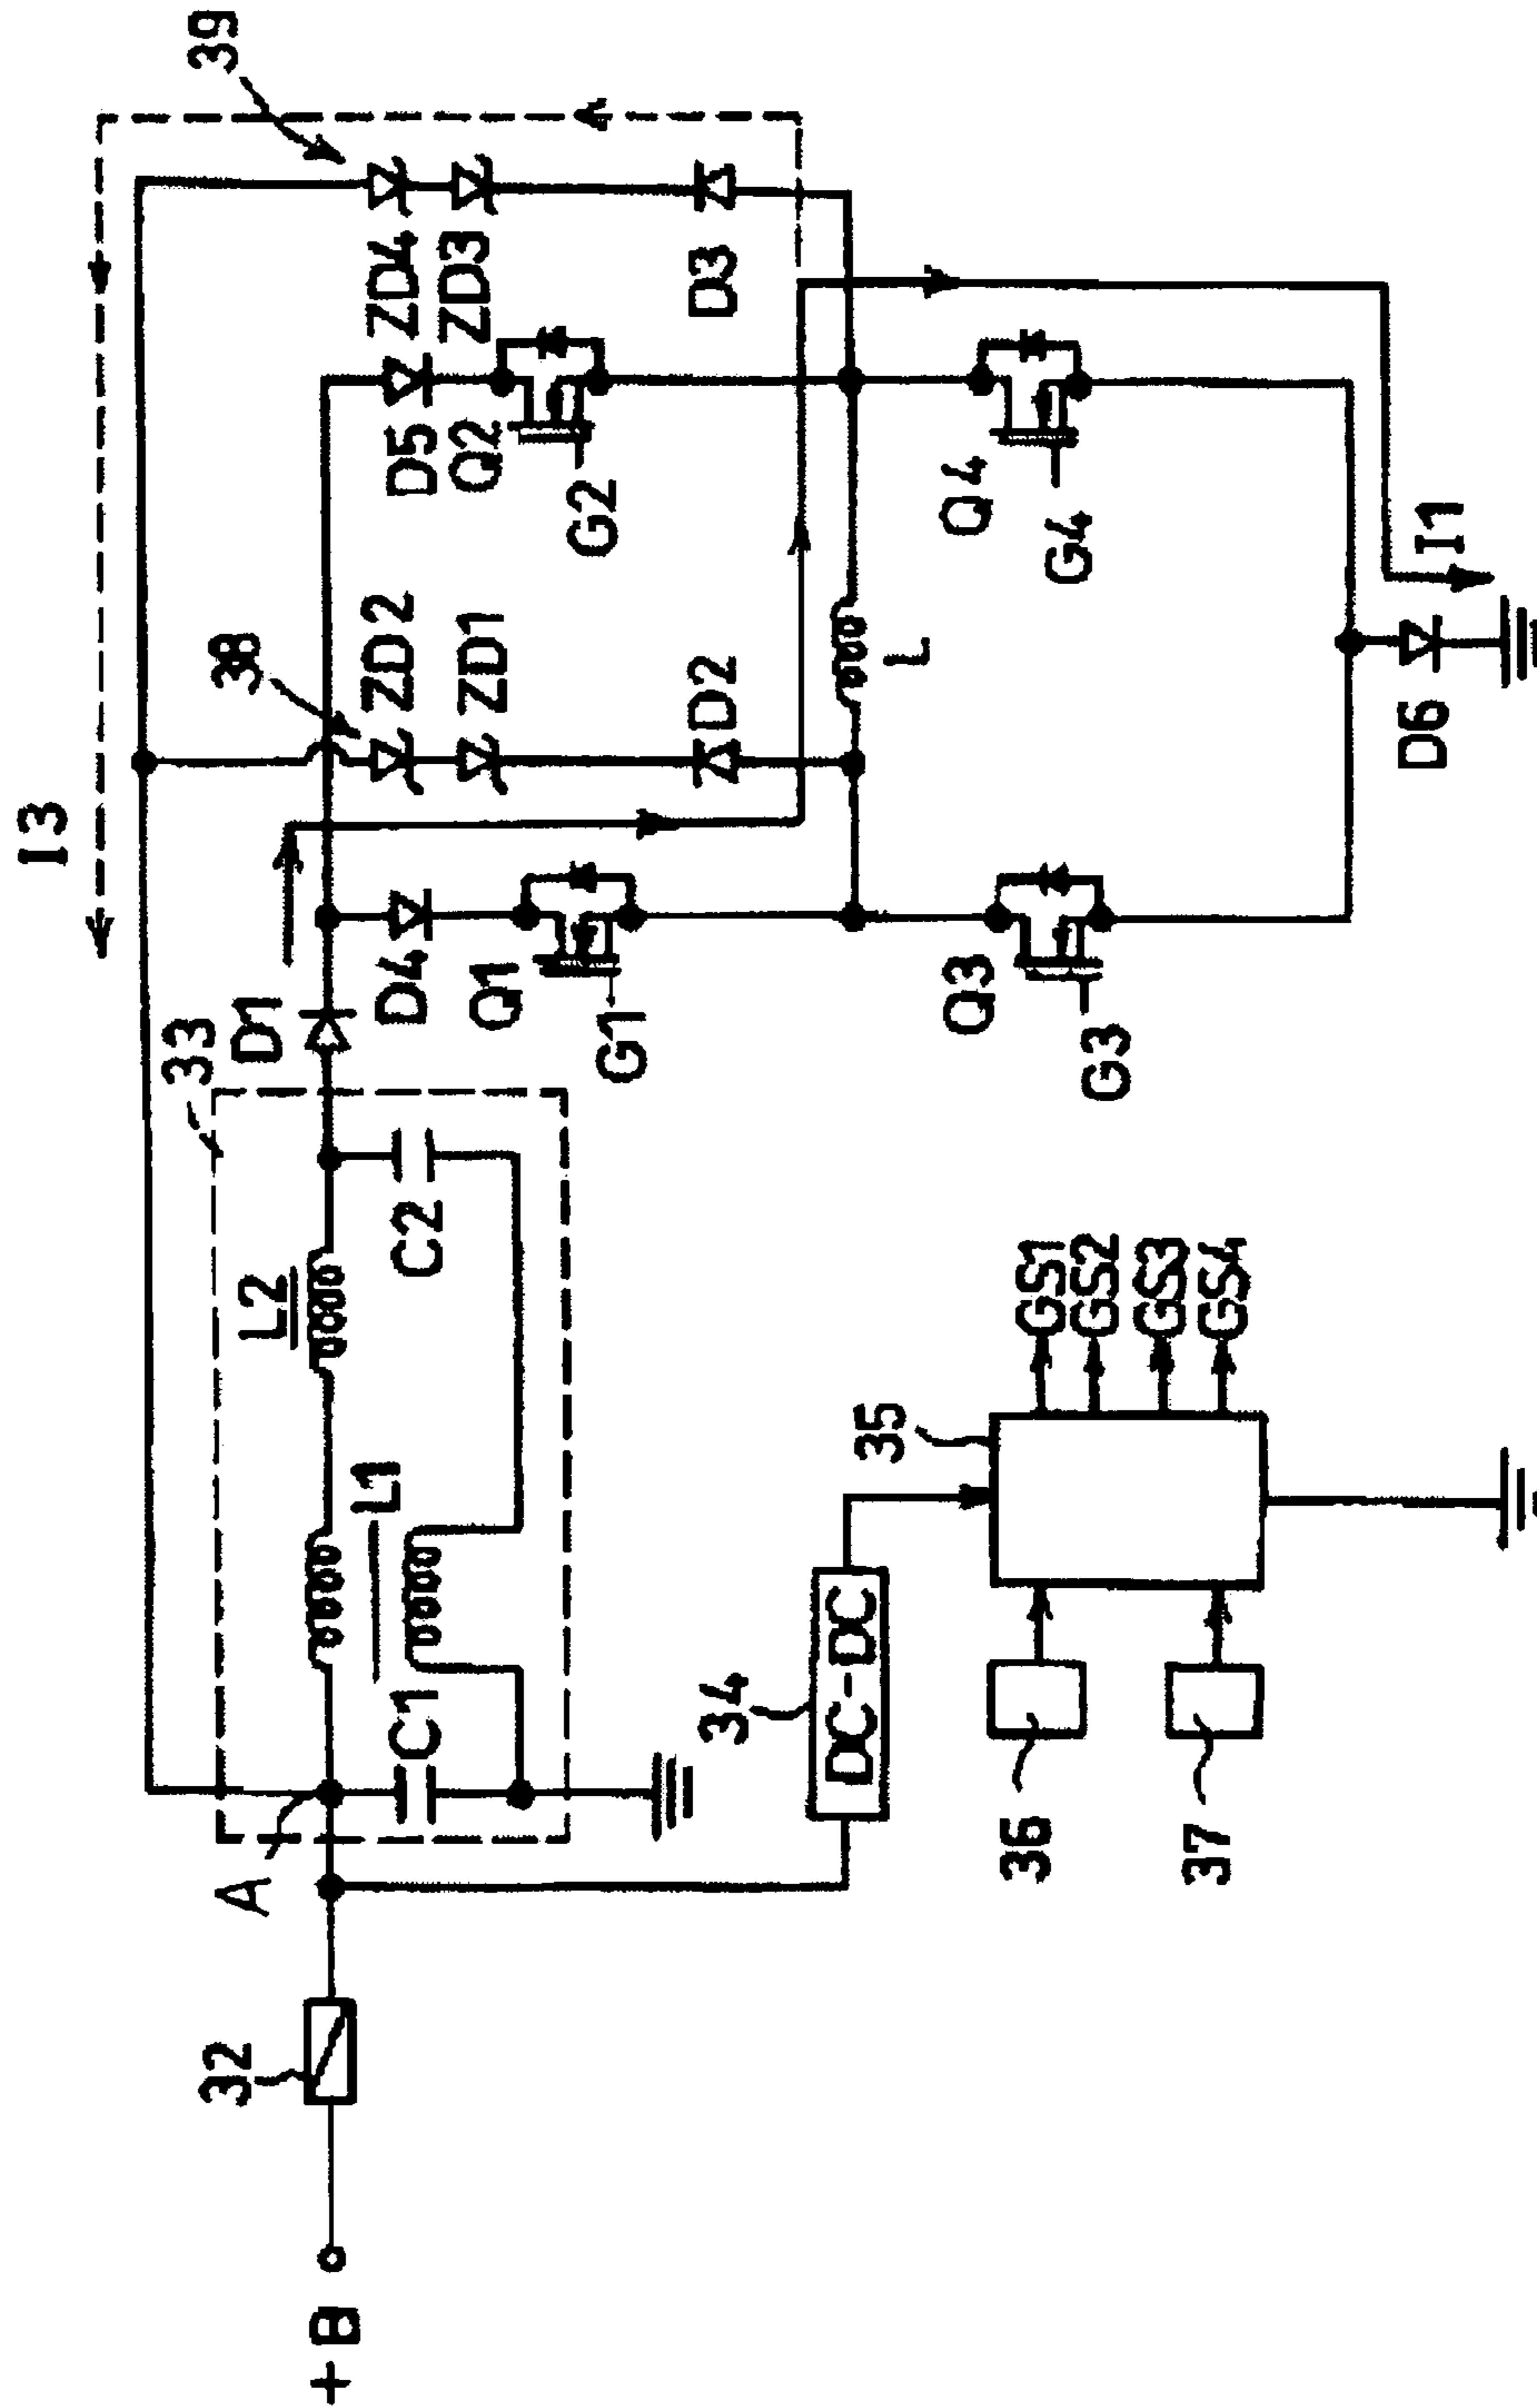 I3
39
38
ZD2
ZD4
ZD1
ZD3
D5
Q2
G2
D2
D3
33
D1
D4
Q1
G1
L
L2
L1
C1
C2
A
32
+B
Q3
G3
Q4
G4
I1
D6
34
DC-DC
35
GS1
GS2
GS3
GS4
36
37